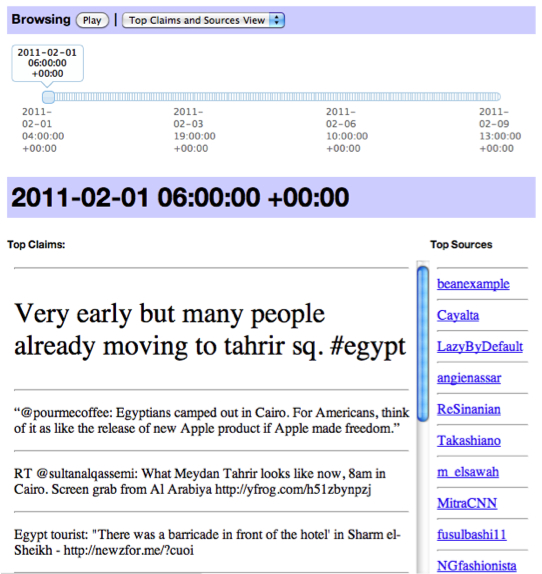 Browsing Play | Top Claims and Sources View
2011-02-01
06:00:00
+00:00
2011-
02-01
04:00:00
+00:00
2011-
02-03
19:00:00
+00:00
2011-
02-06
10:00:00
+00:00
2011-
02-09
13:00:00
+00:00
2011-02-01 06:00:00 +00:00
Top Claims:
Very early but many people
already moving to tahrir sq. #egypt
“@pourmecoffee: Egyptians camped out in Cairo. For Americans, think
of it as like the release of new Apple product if Apple made freedom.”
RT @sultanalqassemi: What Meydan Tahrir looks like now, 8am in
Cairo. Screen grab from Al Arabiya http://yfrog.com/h51zbynpzj
Egypt tourist: "There was a barricade in front of the hotel' in Sharm el-
Sheikh - http://newzfor.me/?cuoi
Top Sources
beanexample
Cayalta
LazyByDefault
angienassar
ReSinanian
Takashiano
m_elsawah
MitraCNN
fusulbashi11
NGfashionista